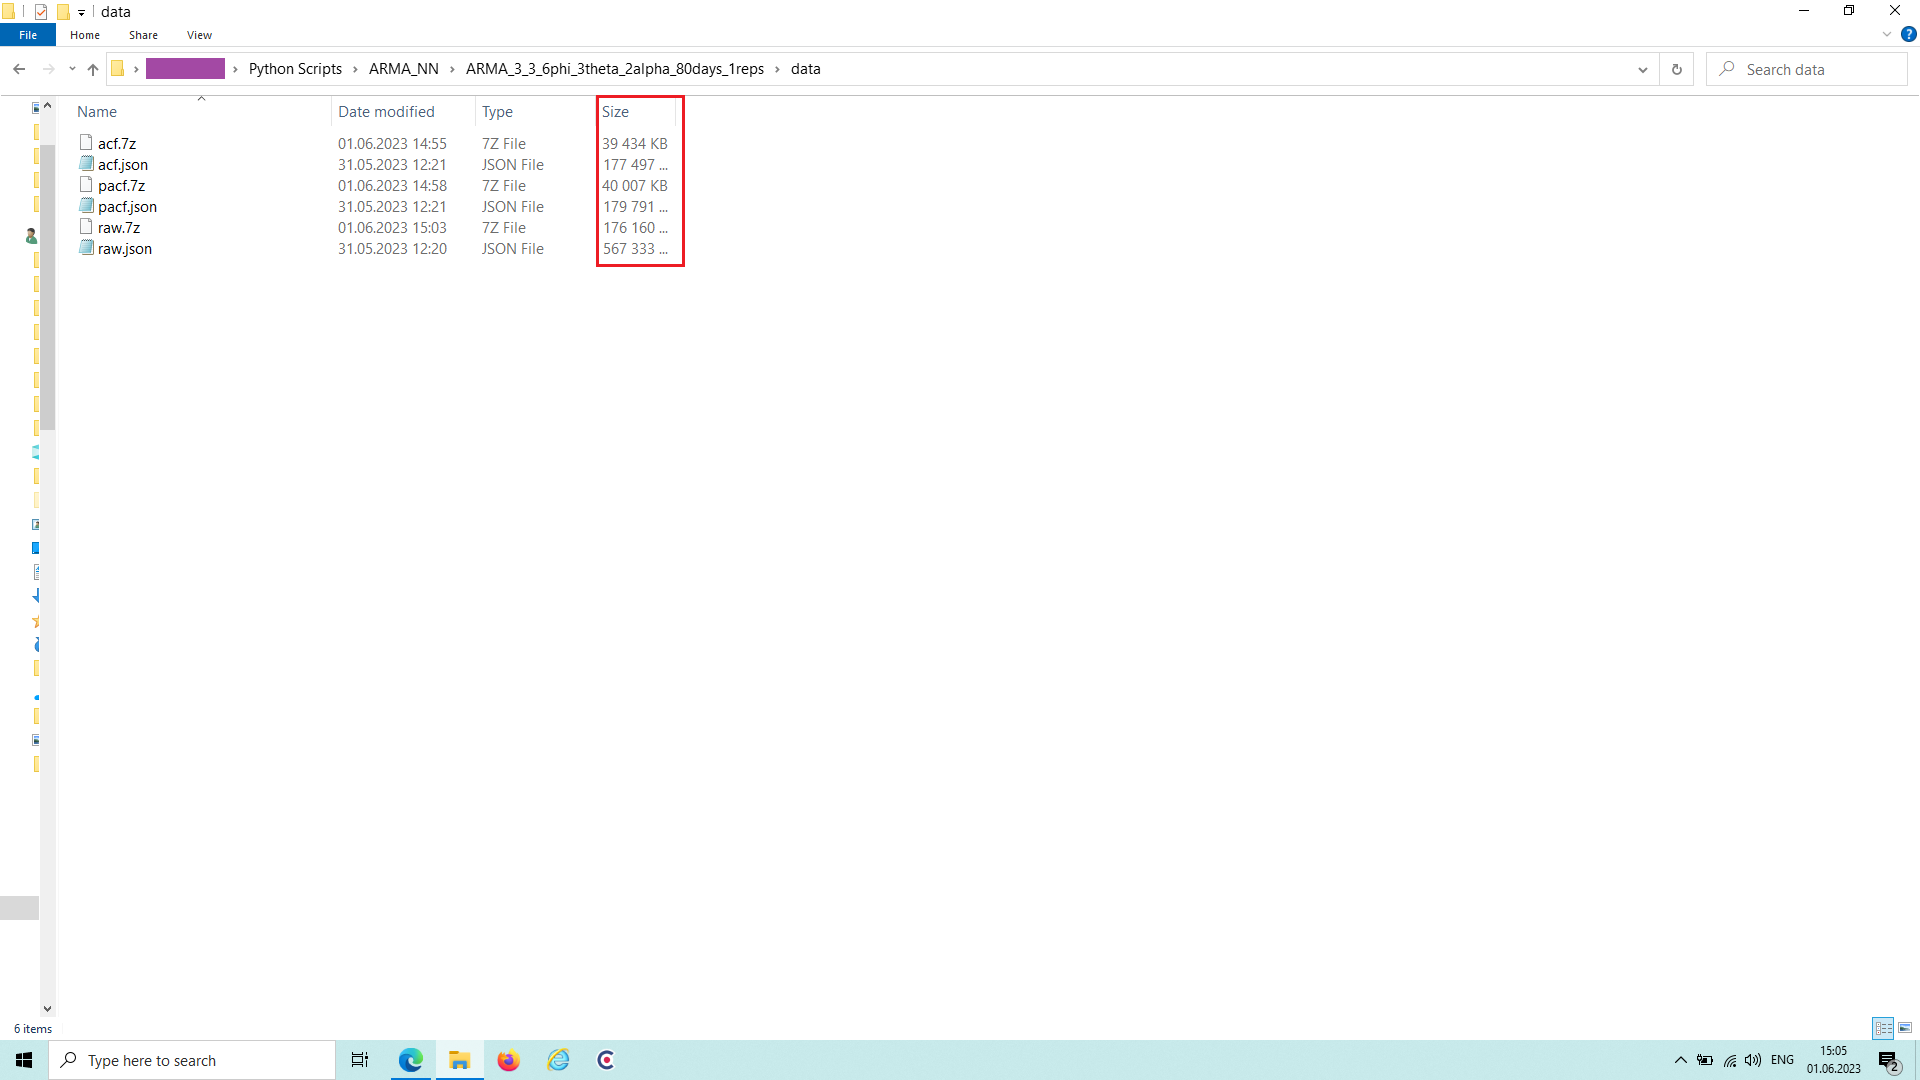 data
File Home Share View
Python Scripts ARMA_NN ARMA_3_3_6phi_3theta_2alpha_80days_1reps data
Search data
Name Date modified Type Size
acf.7z 01.06.2023 14:55 7Z File 39 434 KB
acf.json 31.05.2023 12:21 JSON File 177 497 ...
pacf.7z 01.06.2023 14:58 7Z File 40 007 KB
pacf.json 31.05.2023 12:21 JSON File 179 791 ...
raw.7z 01.06.2023 15:03 7Z File 176 160 ...
raw.json 31.05.2023 12:20 JSON File 567 333 ...
6 items
Type here to search
ENG
15:05
01.06.2023
2